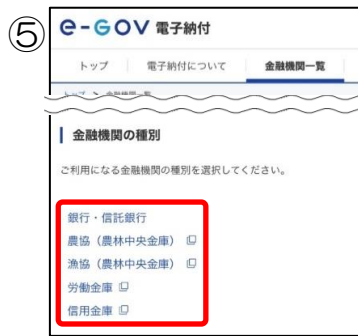 ⑤
e-GOV 電子納付
トップ 電子納付について 金融機関一覧
金融機関の種別
ご利用になる金融機関の種別を選択してください。
銀行・信託銀行
農協（農林中央金庫）
漁協（農林中央金庫）
労働金庫
信用金庫